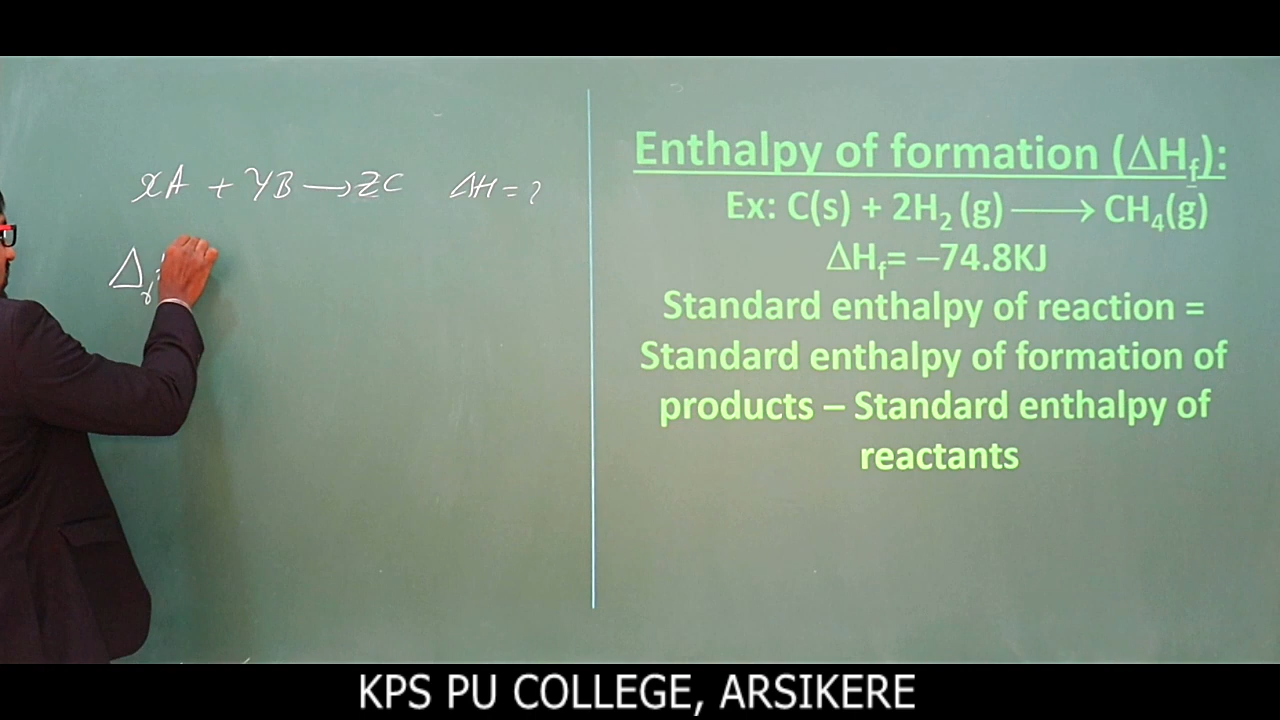 xA + yB → zC ΔH = ?
Δf
Enthalpy of formation (ΔHf):
Ex: C(s) + 2H2 (g) ⟶ CH4(g)
ΔHf= −74.8KJ
Standard enthalpy of reaction =
Standard enthalpy of formation of
products – Standard enthalpy of
reactants
KPS PU COLLEGE, ARSIKERE